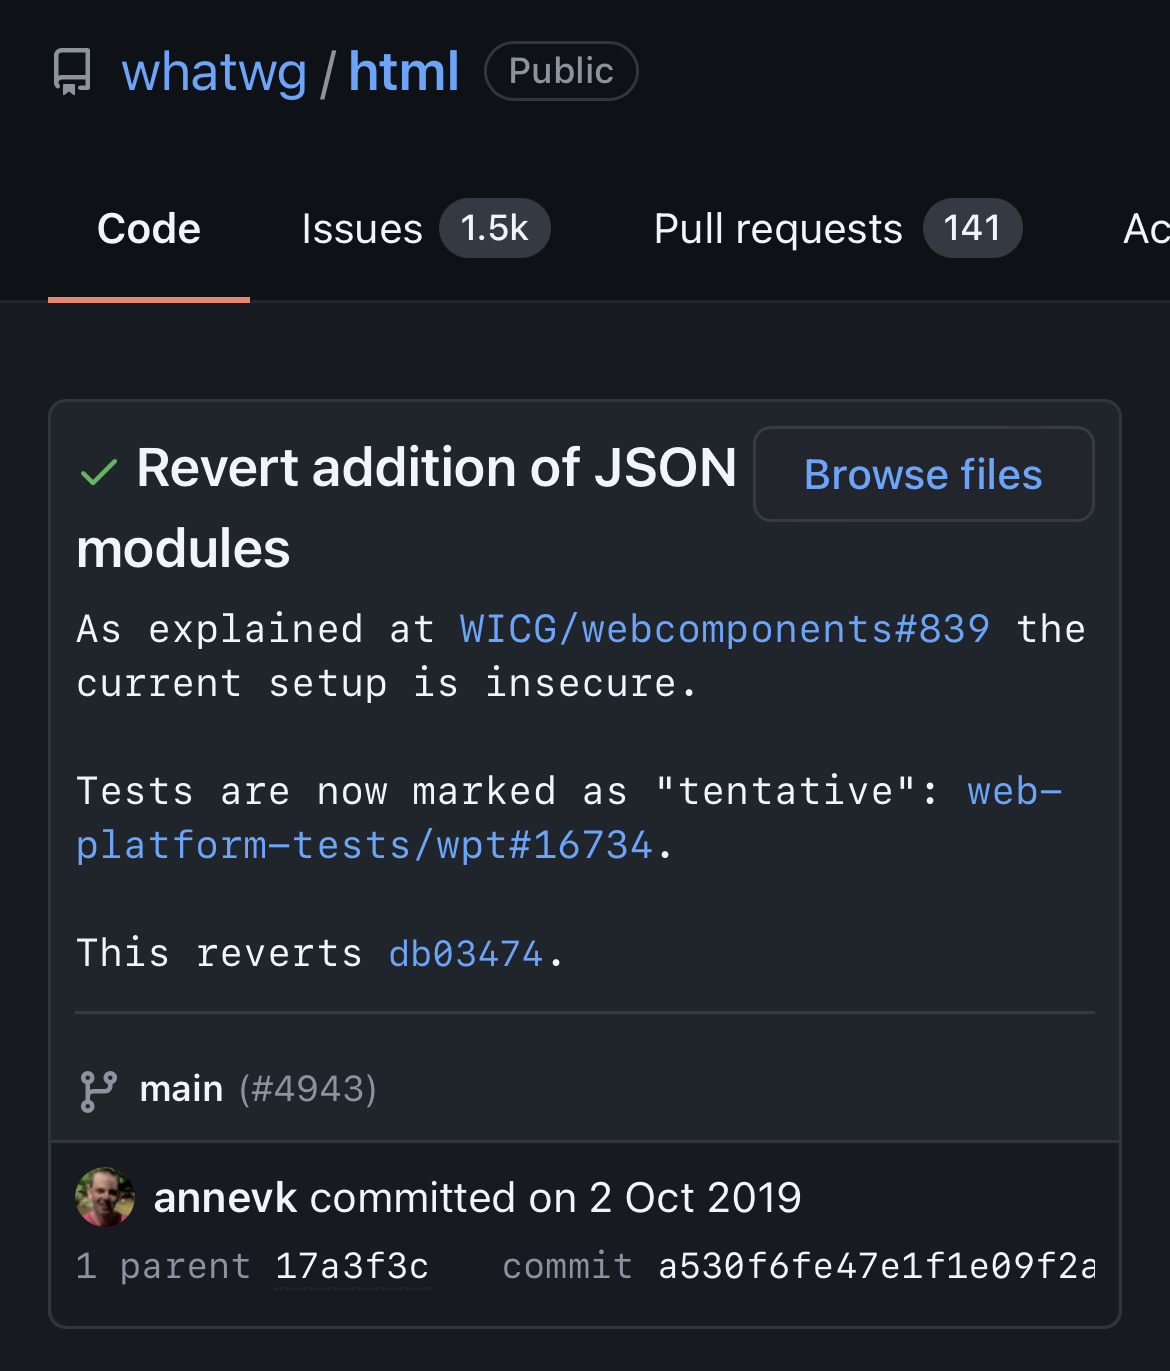 whatwg / html Public
Code Issues 1.5k Pull requests 141 Ac
Revert addition of JSON Browse files
modules
As explained at WICG/webcomponents#839 the
current setup is insecure.
Tests are now marked as "tentative": web-
platform-tests/wpt#16734.
This reverts db03474.
main (#4943)
annevk committed on 2 Oct 2019
1 parent 17a3f3c commit a530f6fe47e1f1e09f2a